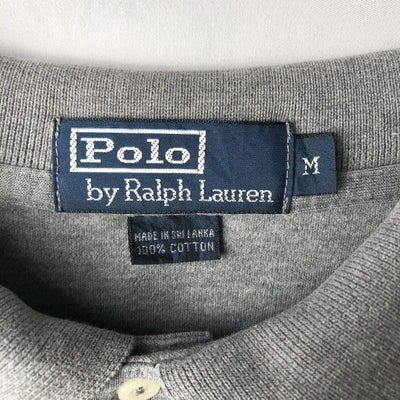 Polo
by Ralph Lauren
M
MADE IN SRI LANKA
100% COTTON